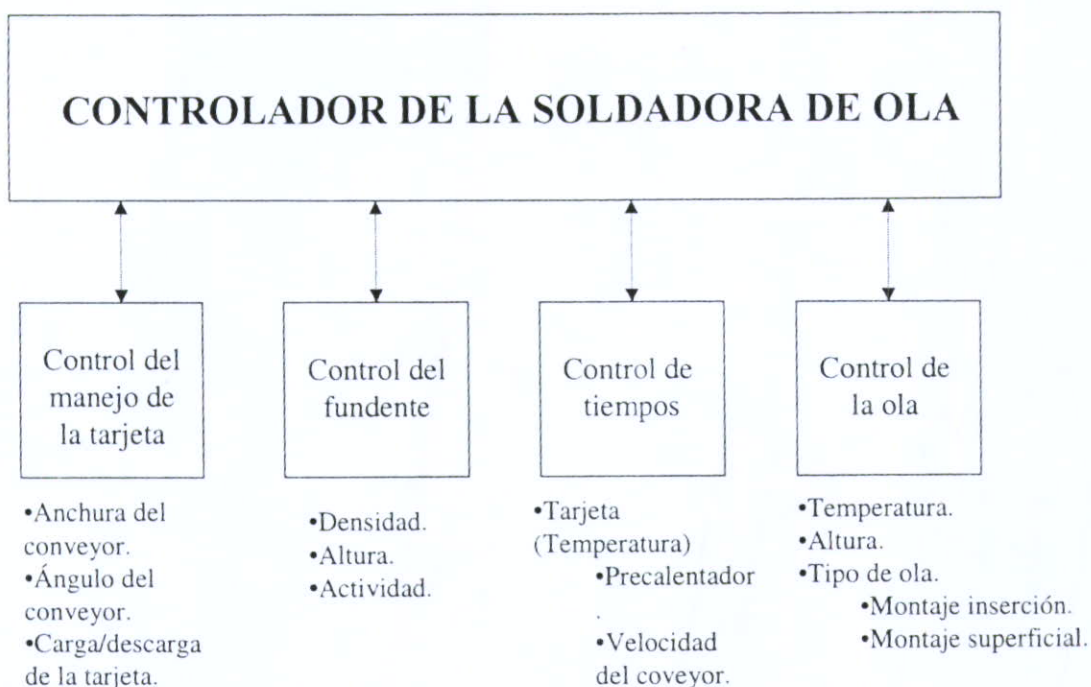 CONTROLADOR DE LA SOLDADORA DE OLA
Control del
manejo de
la tarjeta
•Anchura del
conveyor.
•Ángulo del
conveyor.
•Carga/descarga
de la tarjeta.
Control del
fundente
•Densidad.
•Altura.
•Actividad.
Control de
tiempos
•Tarjeta
(Temperatura)
•Precalentador
.
•Velocidad
del coveyor.
Control de
la ola
•Temperatura.
•Altura.
•Tipo de ola.
•Montaje inserción.
•Montaje superficial.